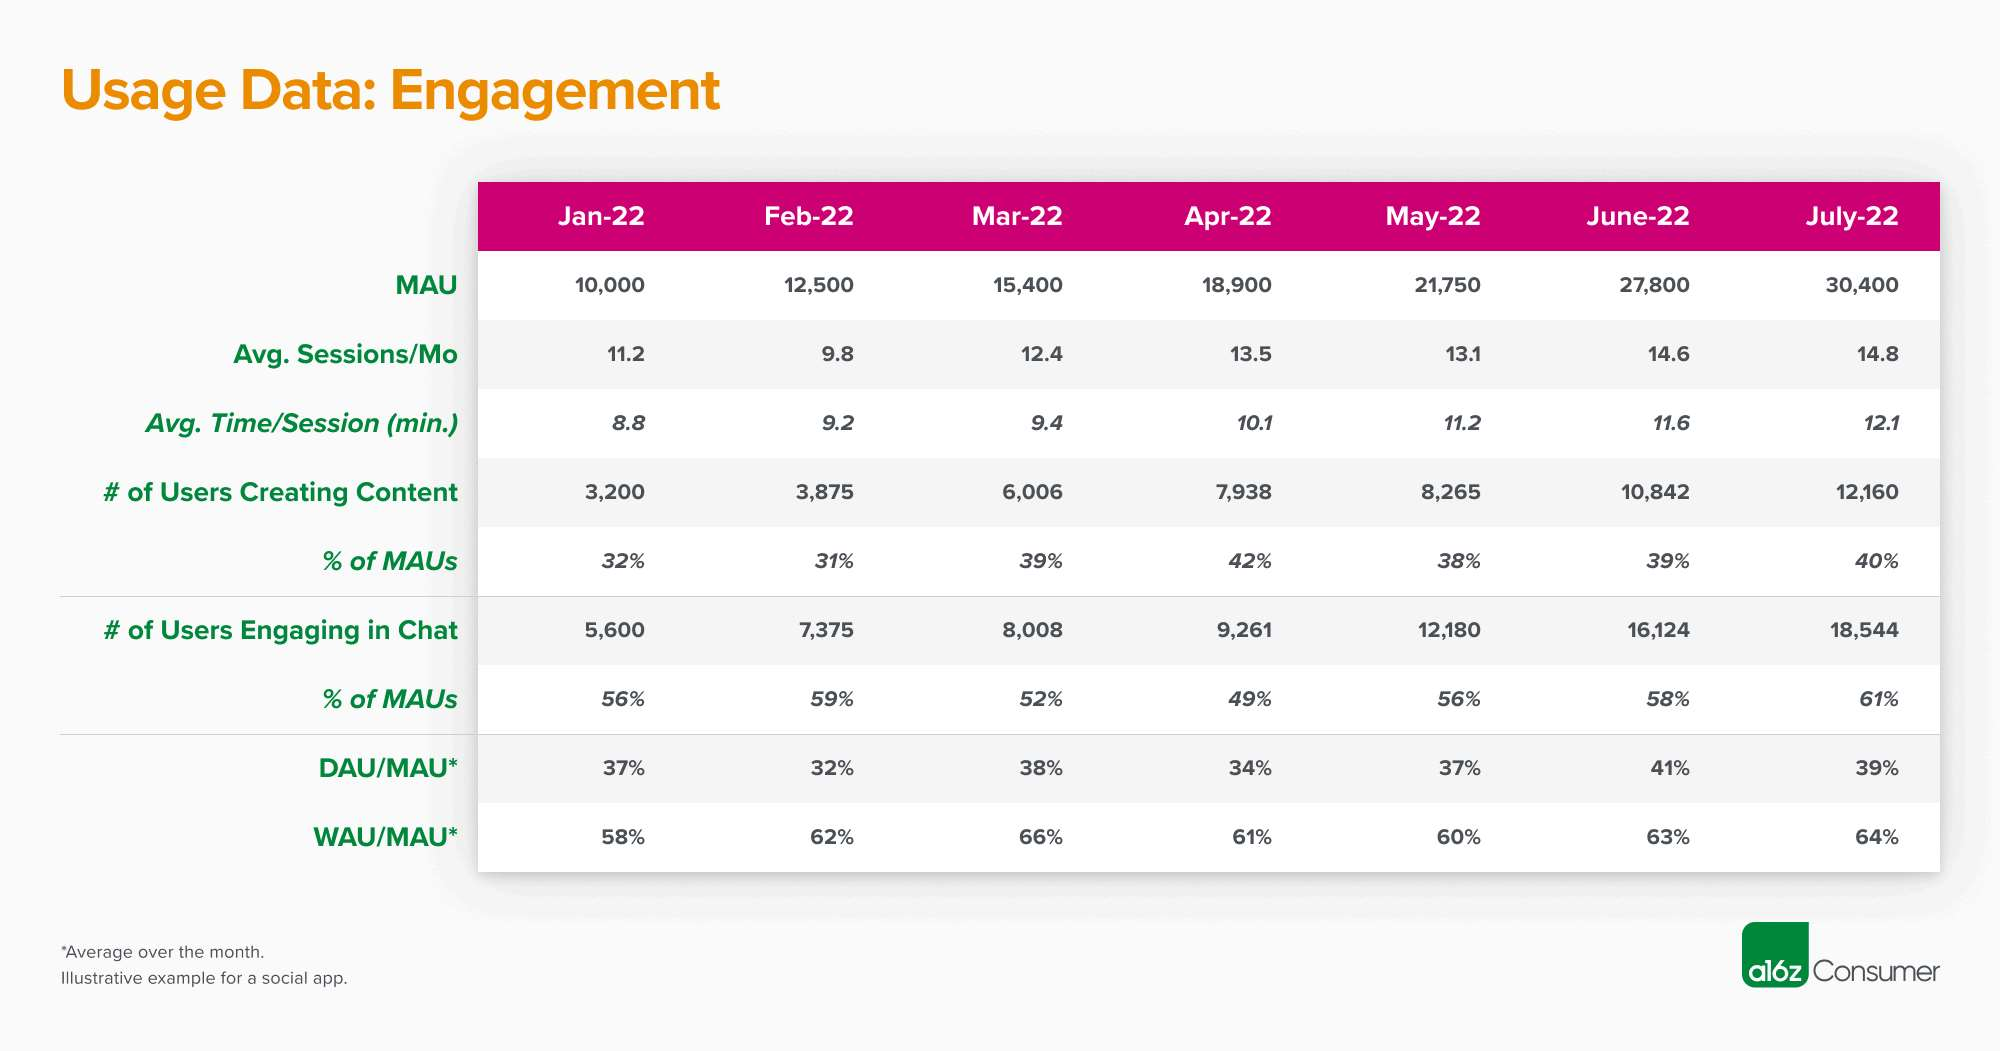 Usage Data: Engagement
Jan-22 Feb-22 Mar-22 Apr-22 May-22 June-22 July-22
MAU 10,000 12,500 15,400 18,900 21,750 27,800 30,400
Avg. Sessions/Mo 11.2 9.8 12.4 13.5 13.1 14.6 14.8
Avg. Time/Session (min.) 8.8 9.2 9.4 10.1 11.2 11.6 12.1
# of Users Creating Content 3,200 3,875 6,006 7,938 8,265 10,842 12,160
% of MAUs 32% 31% 39% 42% 38% 39% 40%
# of Users Engaging in Chat 5,600 7,375 8,008 9,261 12,180 16,124 18,544
% of MAUs 56% 59% 52% 49% 56% 58% 61%
DAU/MAU* 37% 32% 38% 34% 37% 41% 39%
WAU/MAU* 58% 62% 66% 61% 60% 63% 64%
*Average over the month.
Illustrative example for a social app.
a16z Consumer